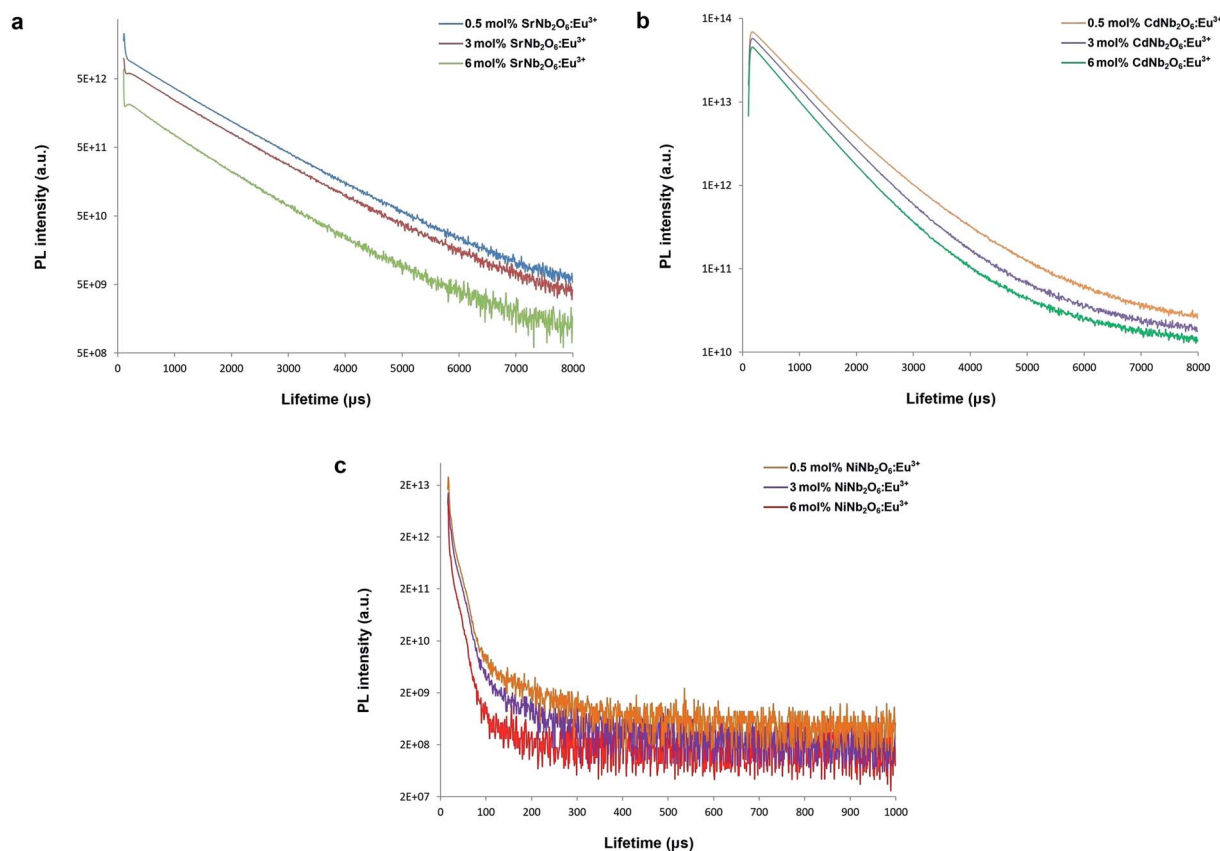 a
0.5 mol% SrNb₂O₆:Eu³⁺
3 mol% SrNb₂O₆:Eu³⁺
6 mol% SrNb₂O₆:Eu³⁺
5E+12
5E+11
5E+10
5E+09
5E+08
PL intensity (a.u.)
0 1000 2000 3000 4000 5000 6000 7000 8000
Lifetime (µs)
b
0.5 mol% CdNb₂O₆:Eu³⁺
3 mol% CdNb₂O₆:Eu³⁺
6 mol% CdNb₂O₆:Eu³⁺
1E+14
1E+13
1E+12
1E+11
1E+10
PL intensity (a.u.)
0 1000 2000 3000 4000 5000 6000 7000 8000
Lifetime (µs)
c
0.5 mol% NiNb₂O₆:Eu³⁺
3 mol% NiNb₂O₆:Eu³⁺
6 mol% NiNb₂O₆:Eu³⁺
2E+13
2E+12
2E+11
2E+10
2E+09
2E+08
2E+07
PL intensity (a.u.)
0 100 200 300 400 500 600 700 800 900 1000
Lifetime (µs)